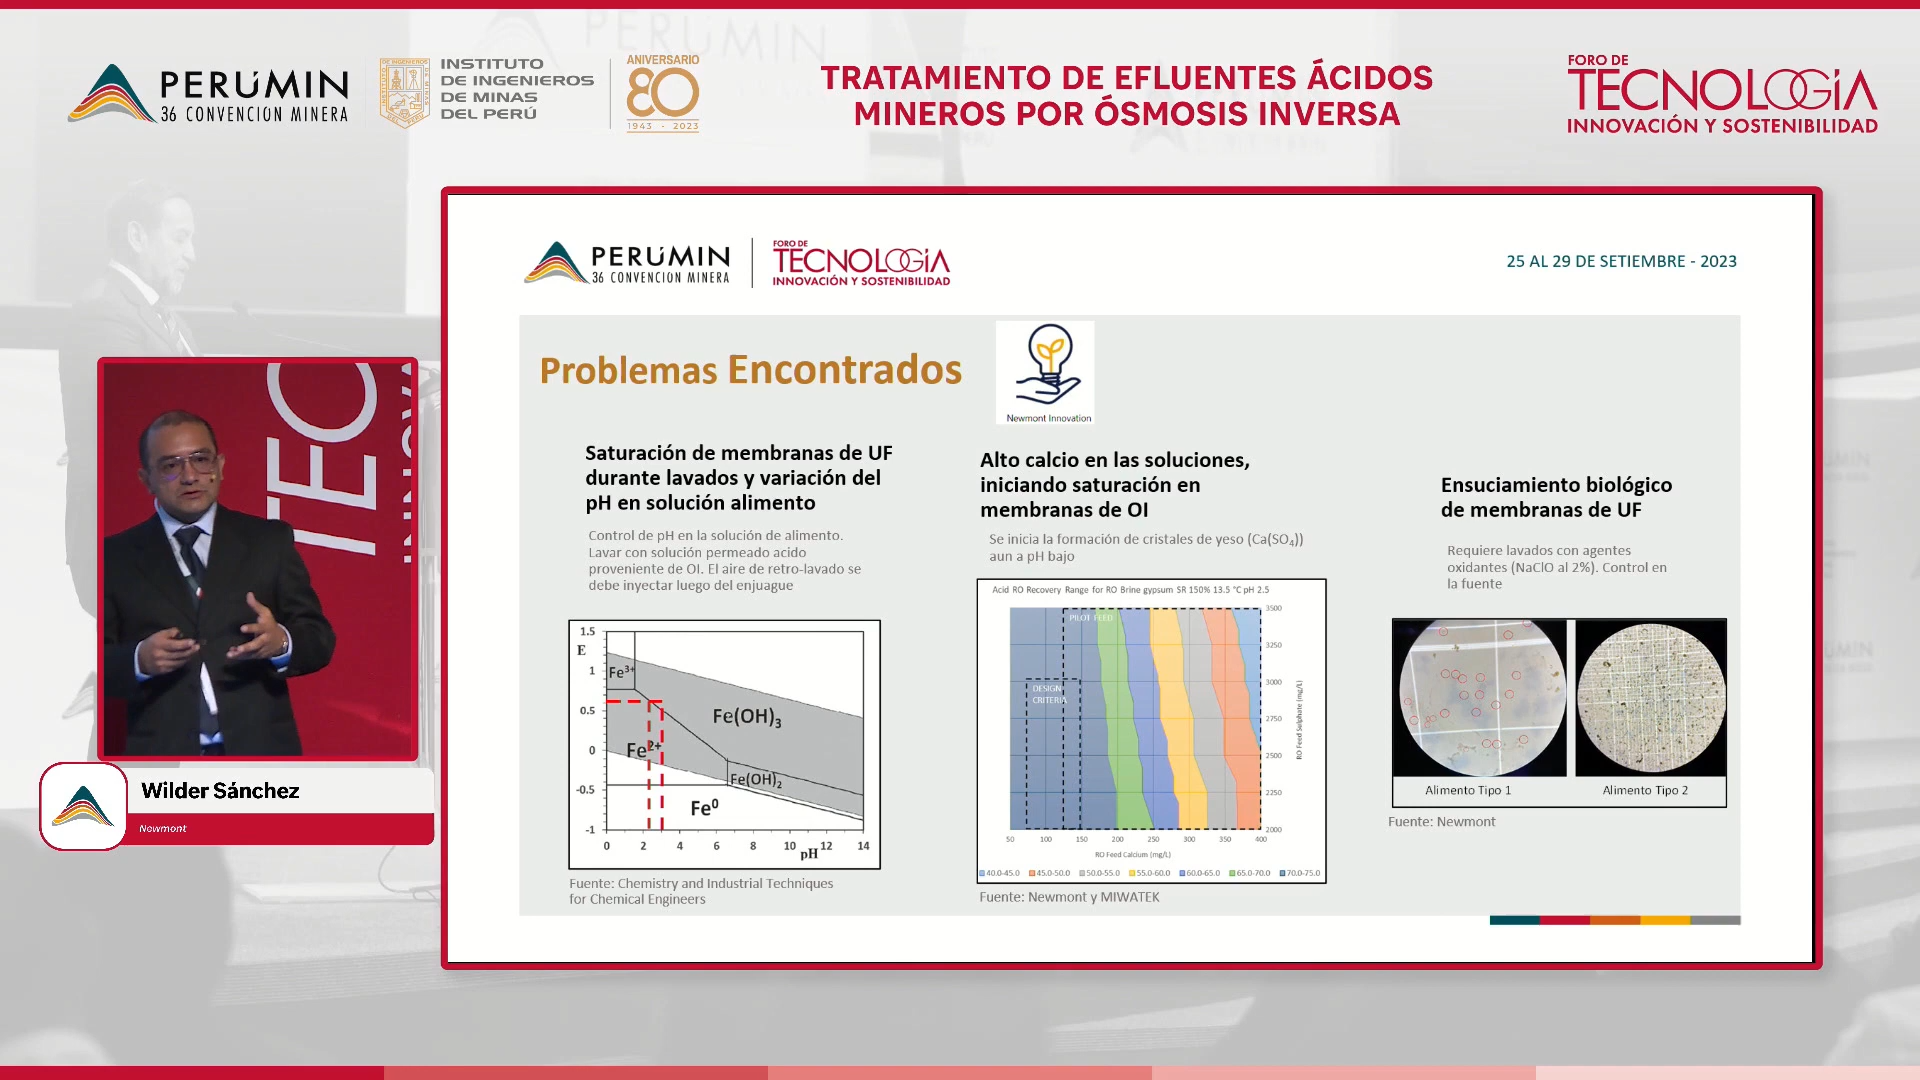 PERÚMIN
36 CONVENCIÓN MINERA
INSTITUTO
DE INGENIEROS
DE MINAS
DEL PERÚ
ANIVERSARIO
80
1943 - 2023
TRATAMIENTO DE EFLUENTES ÁCIDOS
MINEROS POR ÓSMOSIS INVERSA
FORO DE
TECNOLOGÍA
INNOVACIÓN Y SOSTENIBILIDAD
PERÚMIN
36 CONVENCIÓN MINERA
FORO DE
TECNOLOGÍA
INNOVACIÓN Y SOSTENIBILIDAD
25 AL 29 DE SETIEMBRE - 2023
Problemas Encontrados
Newmont Innovation
Saturación de membranas de UF
durante lavados y variación del
pH en solución alimento
Control de pH en la solución de alimento.
Lavar con solución permeado acido
proveniente de OI. El aire de retro-lavado se
debe inyectar luego del enjuague
1.5
E
1
0.5
0
-0.5
-1
Fe³⁺
Fe(OH)₃
Fe²⁺
Fe(OH)₂
Fe⁰
0 2 4 6 8 10 12 14
pH
Fuente: Chemistry and Industrial Techniques
for Chemical Engineers
Alto calcio en las soluciones,
iniciando saturación en
membranas de OI
Se inicia la formación de cristales de yeso (Ca(SO₄))
aun a pH bajo
Acid RO Recovery Range for RO Brine gypsum SR 150% 13.5 °C pH 2.5
PILOT FEED
DESIGN
CRITERIA
3500
3250
3000
2750
2500
2250
2000
RO Feed Sulphate (mg/L)
50 100 150 200 250 300 350 400
RO Feed Calcium (mg/L)
40.0-45.0 45.0-50.0 50.0-55.0 55.0-60.0 60.0-65.0 65.0-70.0 70.0-75.0
Fuente: Newmont y MIWATEK
Ensuciamiento biológico
de membranas de UF
Requiere lavados con agentes
oxidantes (NaClO al 2%). Control en
la fuente
Alimento Tipo 1
Alimento Tipo 2
Fuente: Newmont
TEC
Wilder Sánchez
Newmont